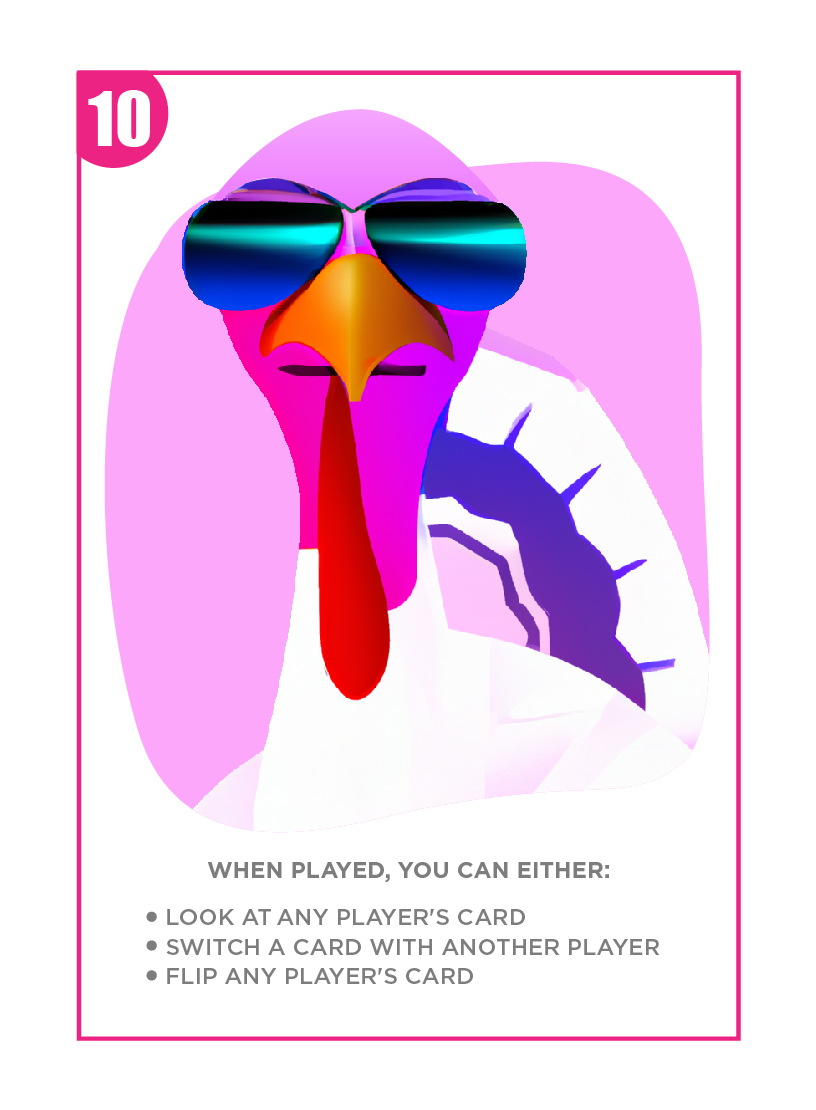 10
WHEN PLAYED, YOU CAN EITHER:
• LOOK AT ANY PLAYER'S CARD
• SWITCH A CARD WITH ANOTHER PLAYER
• FLIP ANY PLAYER'S CARD